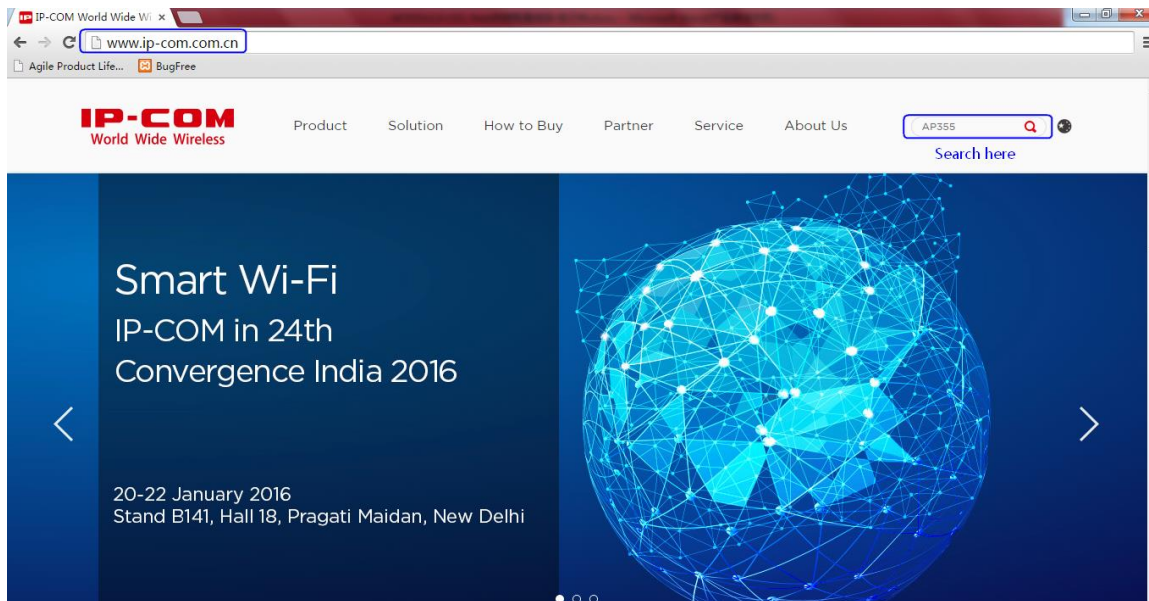 IP-COM World Wide Wi
www.ip-com.com.cn
Agile Product Life... BugFree
IP-COM
World Wide Wireless
Product Solution How to Buy Partner Service About Us
AP355
Search here
Smart Wi-Fi
IP-COM in 24th
Convergence India 2016
20-22 January 2016
Stand B141, Hall 18, Pragati Maidan, New Delhi